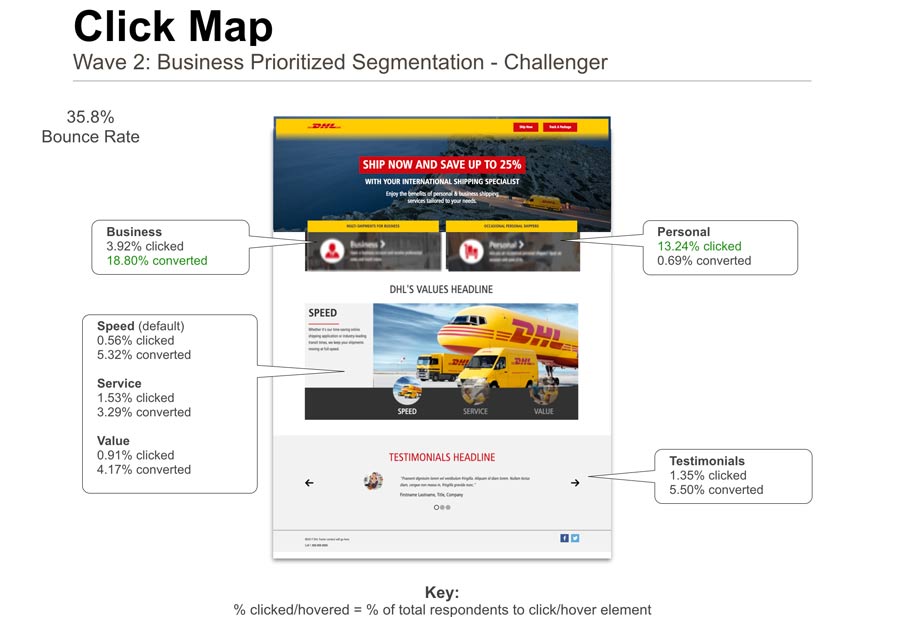 Click Map
Wave 2: Business Prioritized Segmentation - Challenger
35.8%
Bounce Rate
DHL
Ship Now
Track A Package
SHIP NOW AND SAVE UP TO 25%
WITH YOUR INTERNATIONAL SHIPPING SPECIALIST
Enjoy the benefits of personal & business shipping
services tailored to your needs.
Business
3.92% clicked
18.80% converted
MULTI-SHIPMENTS FOR BUSINESS
Business
OCCASIONAL PERSONAL SHIPPERS
Personal
Personal
13.24% clicked
0.69% converted
DHL'S VALUES HEADLINE
Speed (default)
0.56% clicked
5.32% converted
Service
1.53% clicked
3.29% converted
Value
0.91% clicked
4.17% converted
SPEED
Whether it's our time-saving online
shipping application or industry-leading
transit times, we keep your shipments
moving at full speed.
DHL
DHL
DHL
SPEED
SERVICE
VALUE
TESTIMONIALS HEADLINE
Firstname Lastname, Title, Company
Testimonials
1.35% clicked
5.50% converted
Key:
% clicked/hovered = % of total respondents to click/hover element